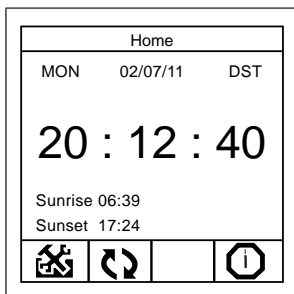 Home
MON 02/07/11 DST
20 : 12 : 40
Sunrise 06:39
Sunset 17:24
i